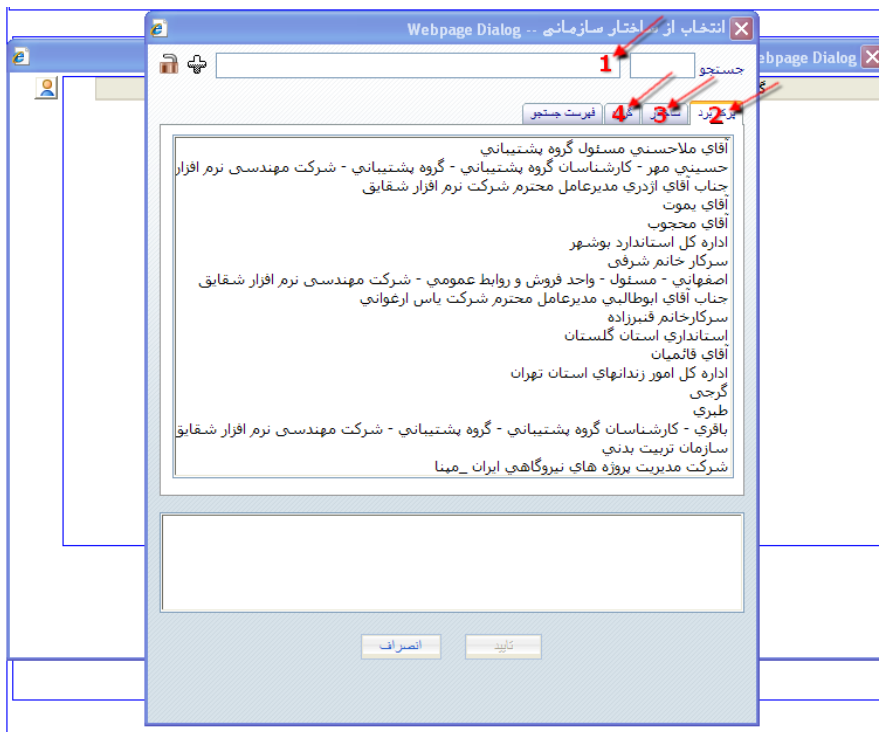 انتخاب از ساختار سازمانی -- Webpage Dialog
ebpage Dialog
جستجو
1
2
3
4
فهرست جستجو
آقاي ملاحسني مسئول گروه پشتيباني
حسيني مهر - كارشناسان گروه پشتيباني - گروه پشتيباني - شركت مهندسی نرم افزار
جناب آقاي اژدري مديرعامل محترم شركت نرم افزار شقايق
آقاي يموت
آقاي محجوب
اداره كل استاندارد بوشهر
سركار خانم شرفی
اصفهاني - مسئول - واحد فروش و روابط عمومي - شركت مهندسی نرم افزار شقايق
جناب آقاي ابوطالبي مديرعامل محترم شركت ياس ارغواني
سركارخانم قنبرزاده
استانداري استان گلستان
آقاي قائميان
اداره كل امور زندانهاي استان تهران
گرجی
طبري
باقري - كارشناسان گروه پشتيباني - گروه پشتيباني - شركت مهندسی نرم افزار شقايق
سازمان تربيت بدني
شركت مديريت پروژه هاي نيروگاهي ايران _مپنا
تایید
انصراف